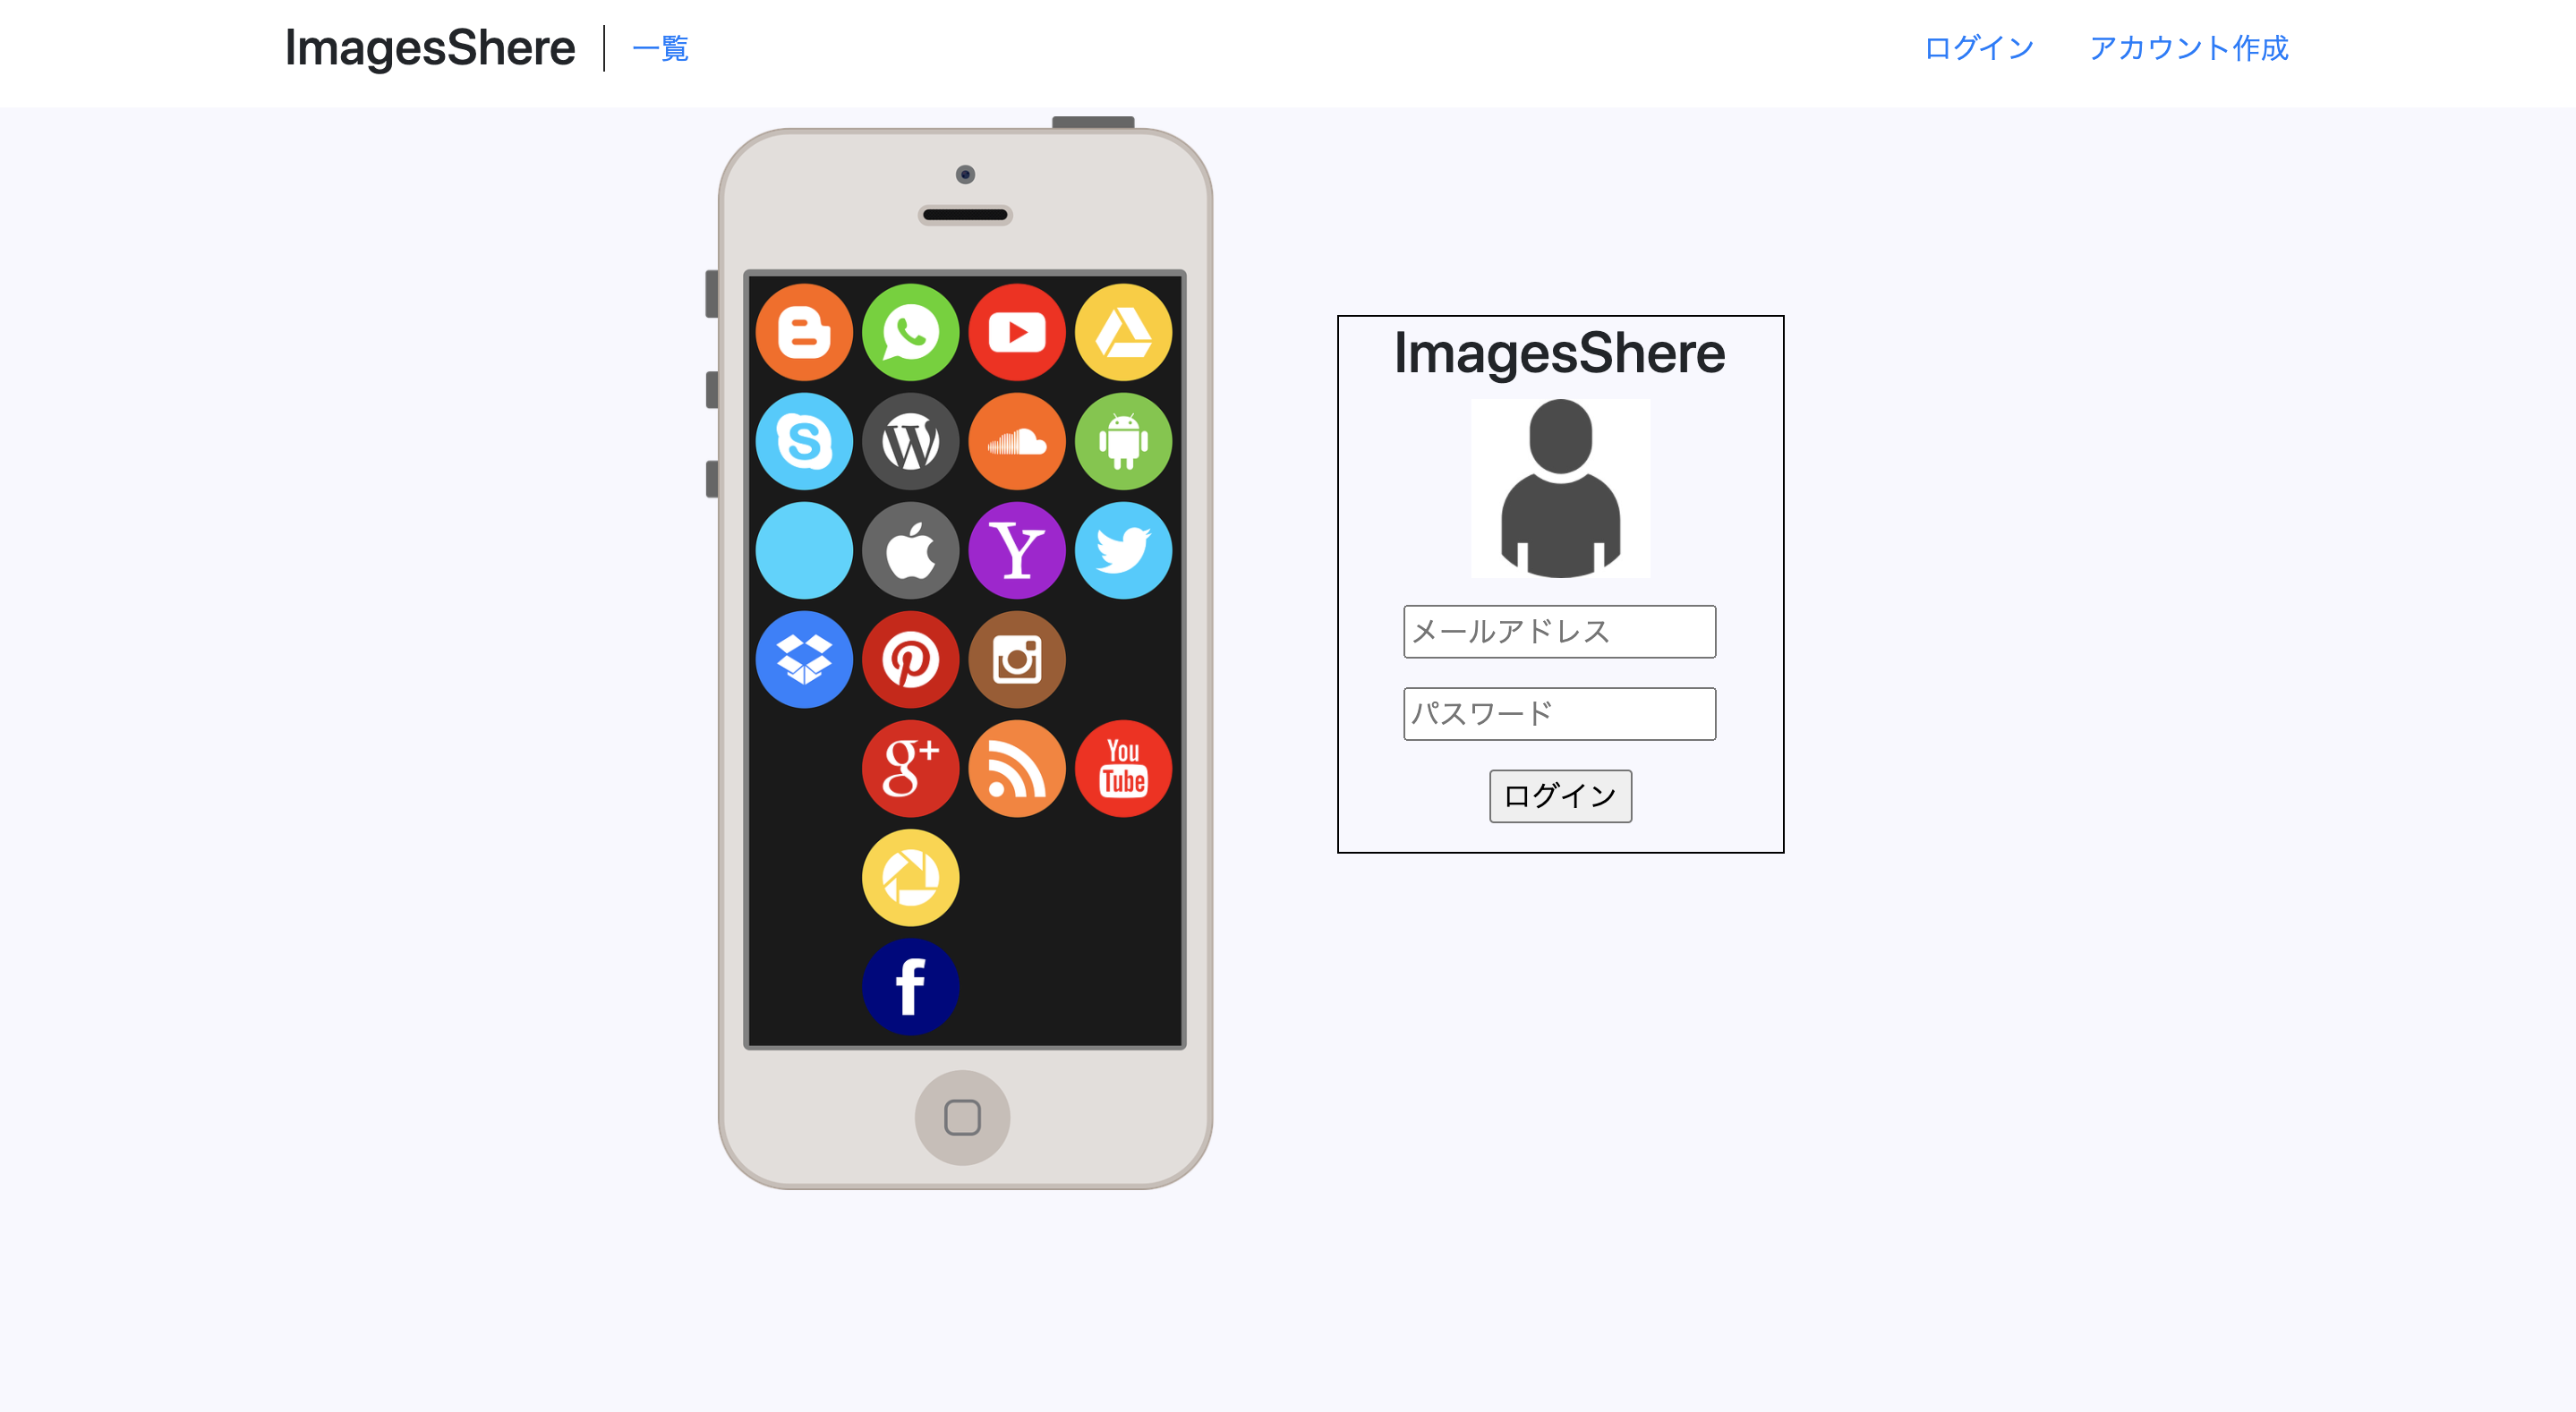 ImagesShere
一覧
ログイン
アカウント作成
You
Tube
g+
ImagesShere
メールアドレス
パスワード
ログイン